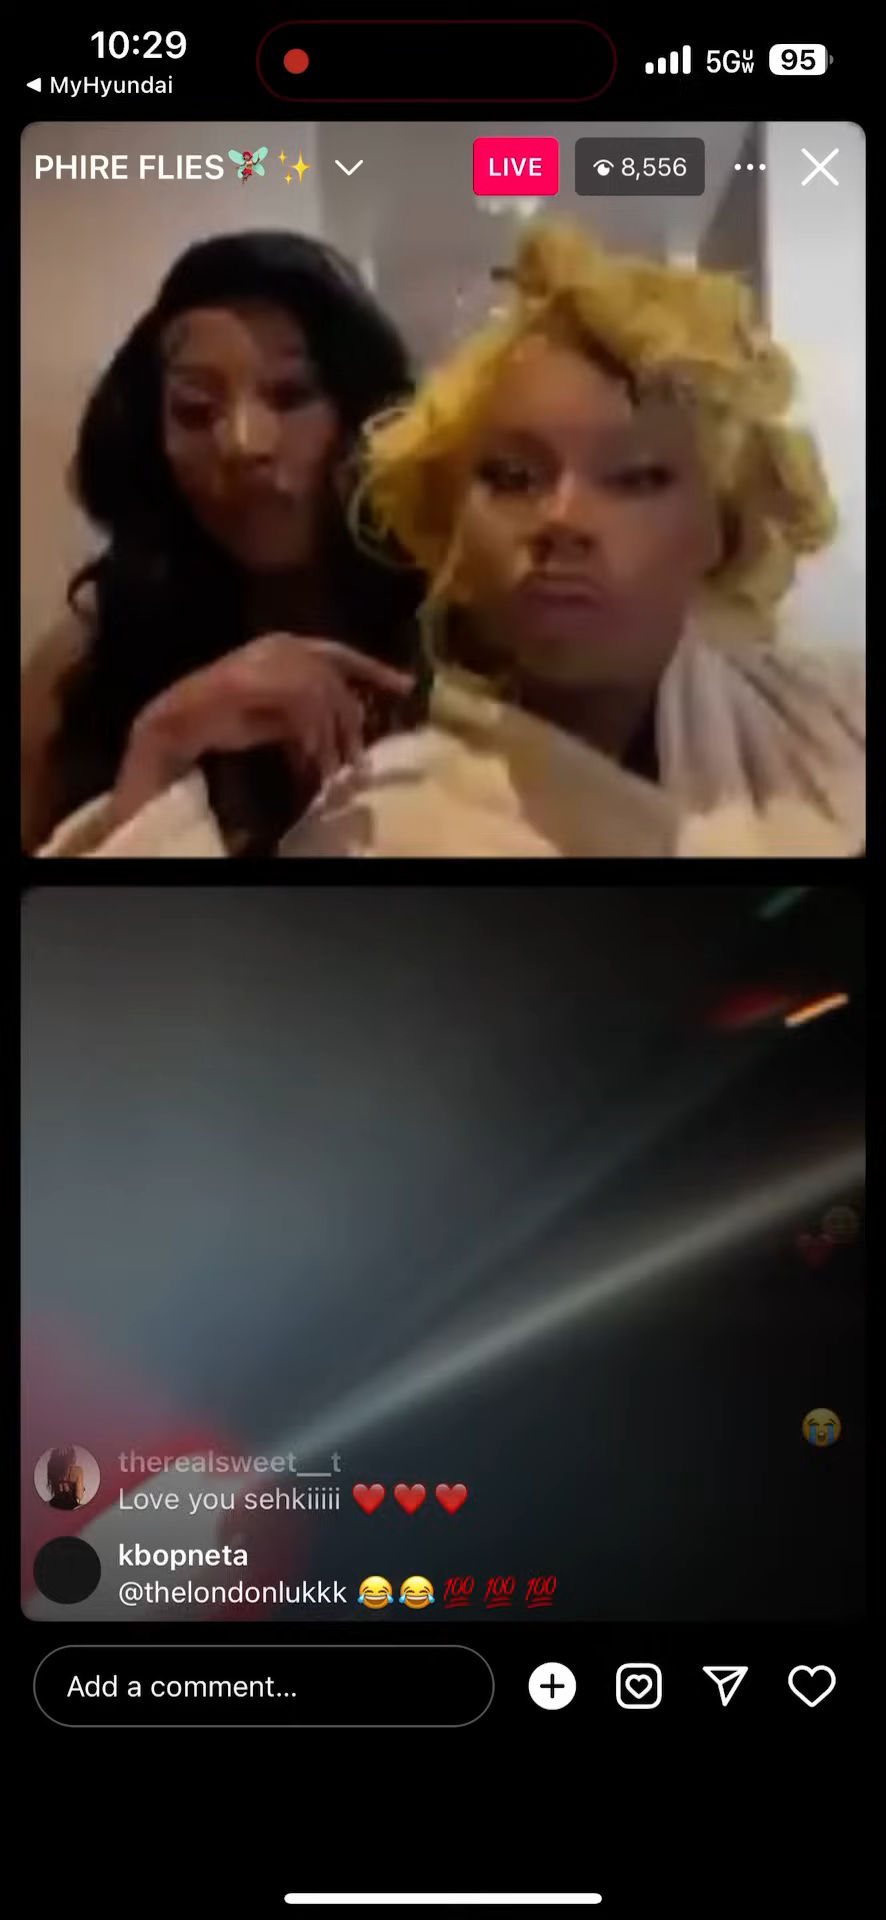 10:29
5G UW
95
MyHyundai
PHIRE FLIES🧚✨
LIVE
8,556
therealsweet__t
Love you sehkiiiii ❤️❤️❤️
kbopneta
@thelondonlukkk 😂😂💯💯💯
Add a comment...